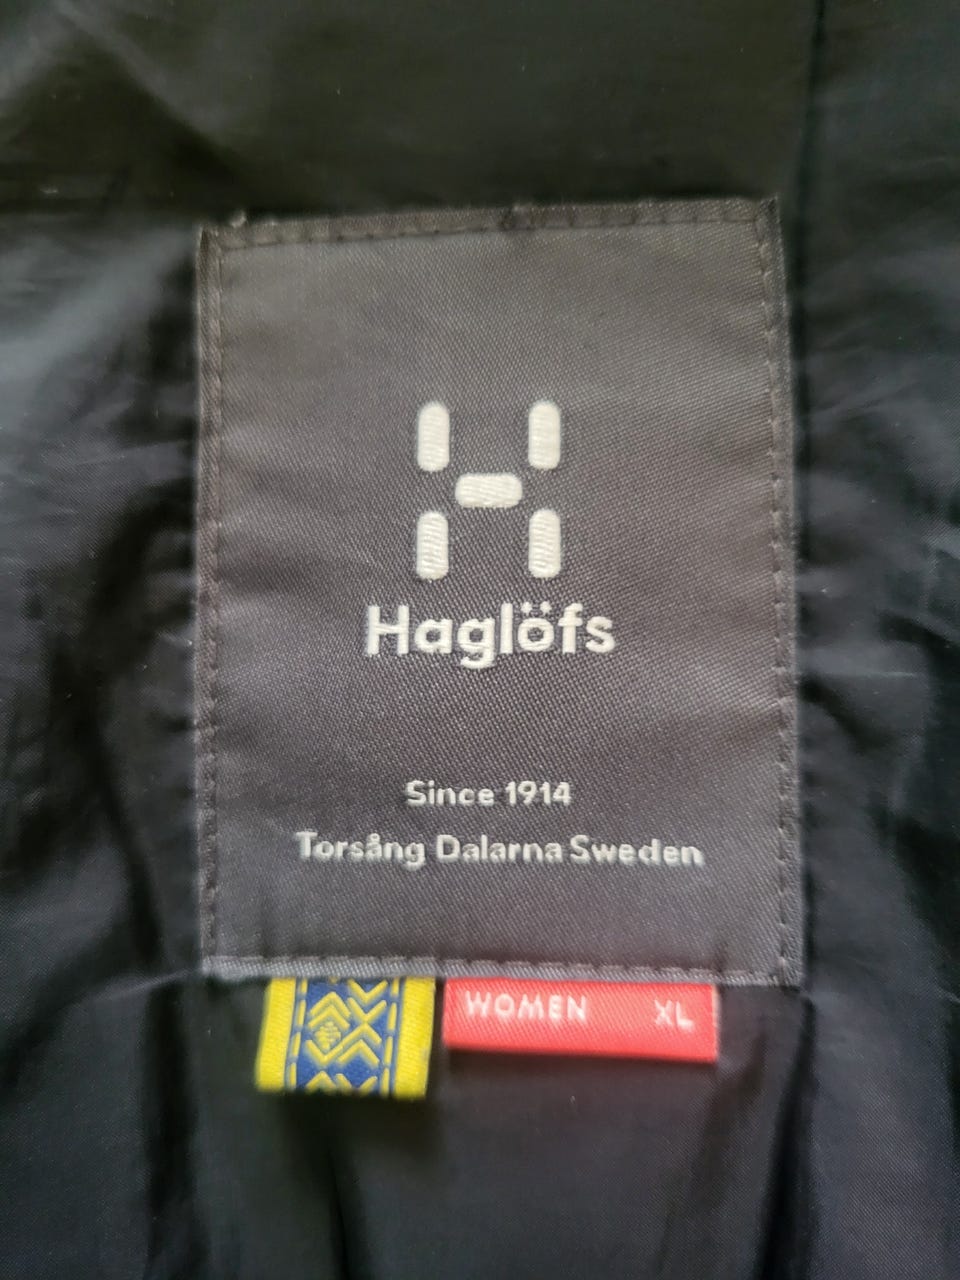 Haglöfs
Since 1914
Torsång Dalarna Sweden
WOMEN XL